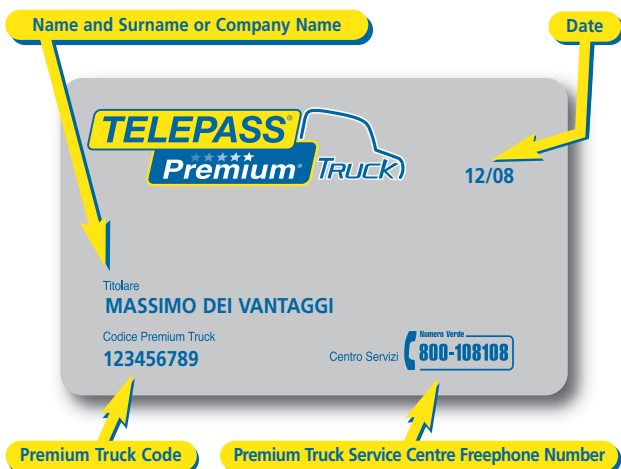 Name and Surname or Company Name
Date
TELEPASS®
Premium® TRUCK
12/08
Titolare
MASSIMO DEI VANTAGGI
Codice Premium Truck
123456789
Numero Verde
Centro Servizi 800-108108
Premium Truck Code
Premium Truck Service Centre Freephone Number